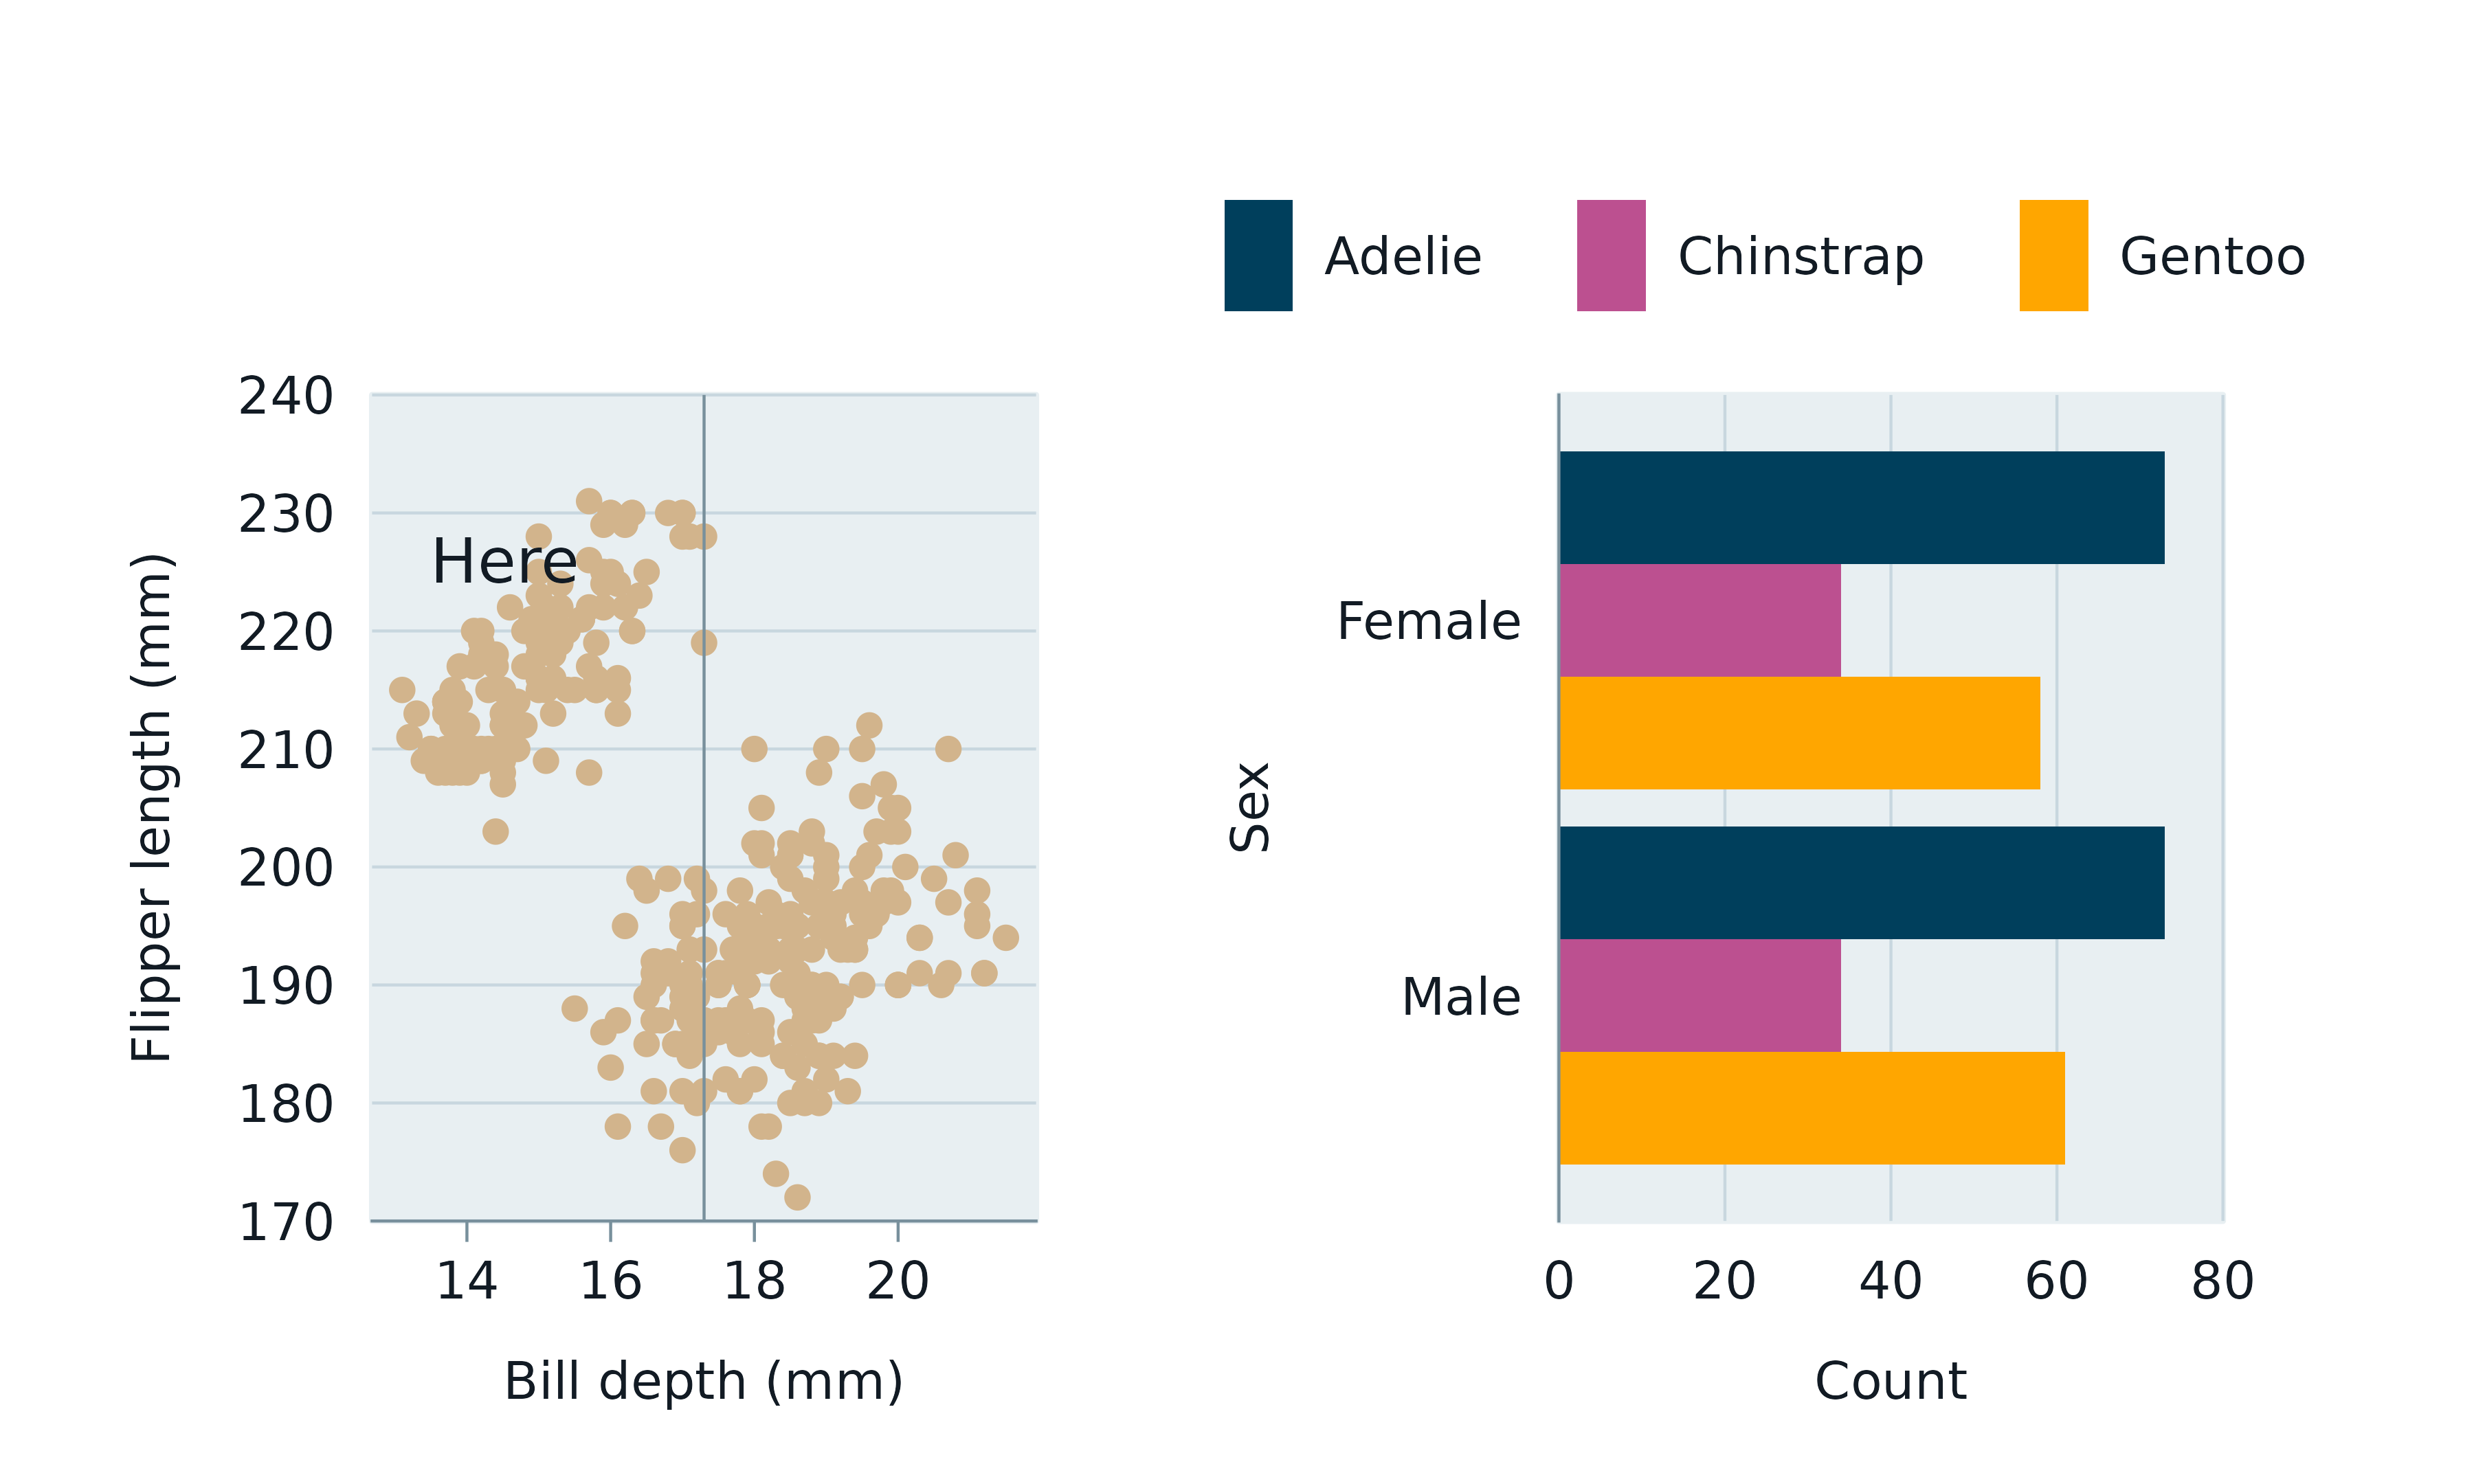 Adelie Chinstrap Gentoo
240
230
220
210
200
190
180
170
Flipper length (mm)
Here
14 16 18 20
Bill depth (mm)
Sex
Female
Male
0 20 40 60 80
Count